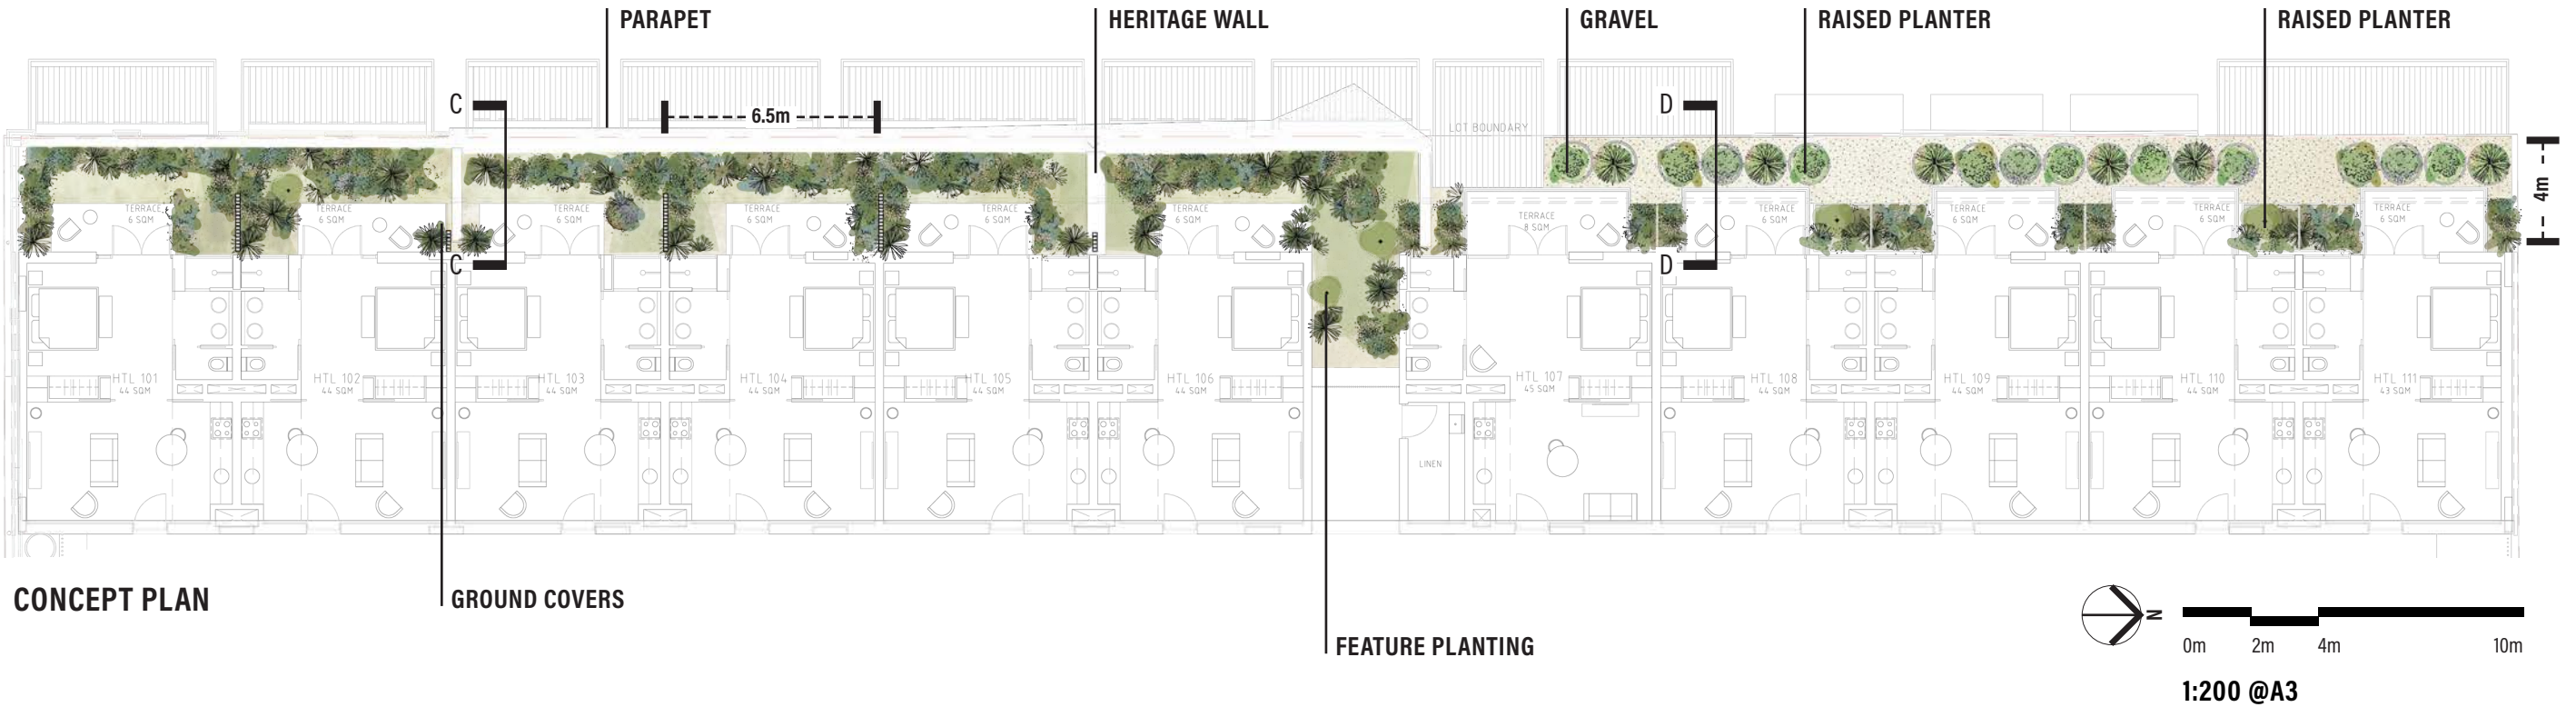 PARAPET
HERITAGE WALL
GRAVEL
RAISED PLANTER
RAISED PLANTER
C
6.5m
D
LOT BOUNDARY
4m
TERRACE
6 SQM
TERRACE
6 SQM
TERRACE
6 SQM
TERRACE
6 SQM
TERRACE
6 SQM
TERRACE
6 SQM
TERRACE
8 SQM
TERRACE
6 SQM
TERRACE
6 SQM
TERRACE
6 SQM
TERRACE
6 SQM
C
D
HTL 101
44 SQM
HTL 102
44 SQM
HTL 103
44 SQM
HTL 104
44 SQM
HTL 105
44 SQM
HTL 106
44 SQM
HTL 107
45 SQM
HTL 108
44 SQM
HTL 109
44 SQM
HTL 110
44 SQM
HTL 111
43 SQM
LINEN
CONCEPT PLAN
GROUND COVERS
FEATURE PLANTING
N
0m 2m 4m 10m
1:200 @A3